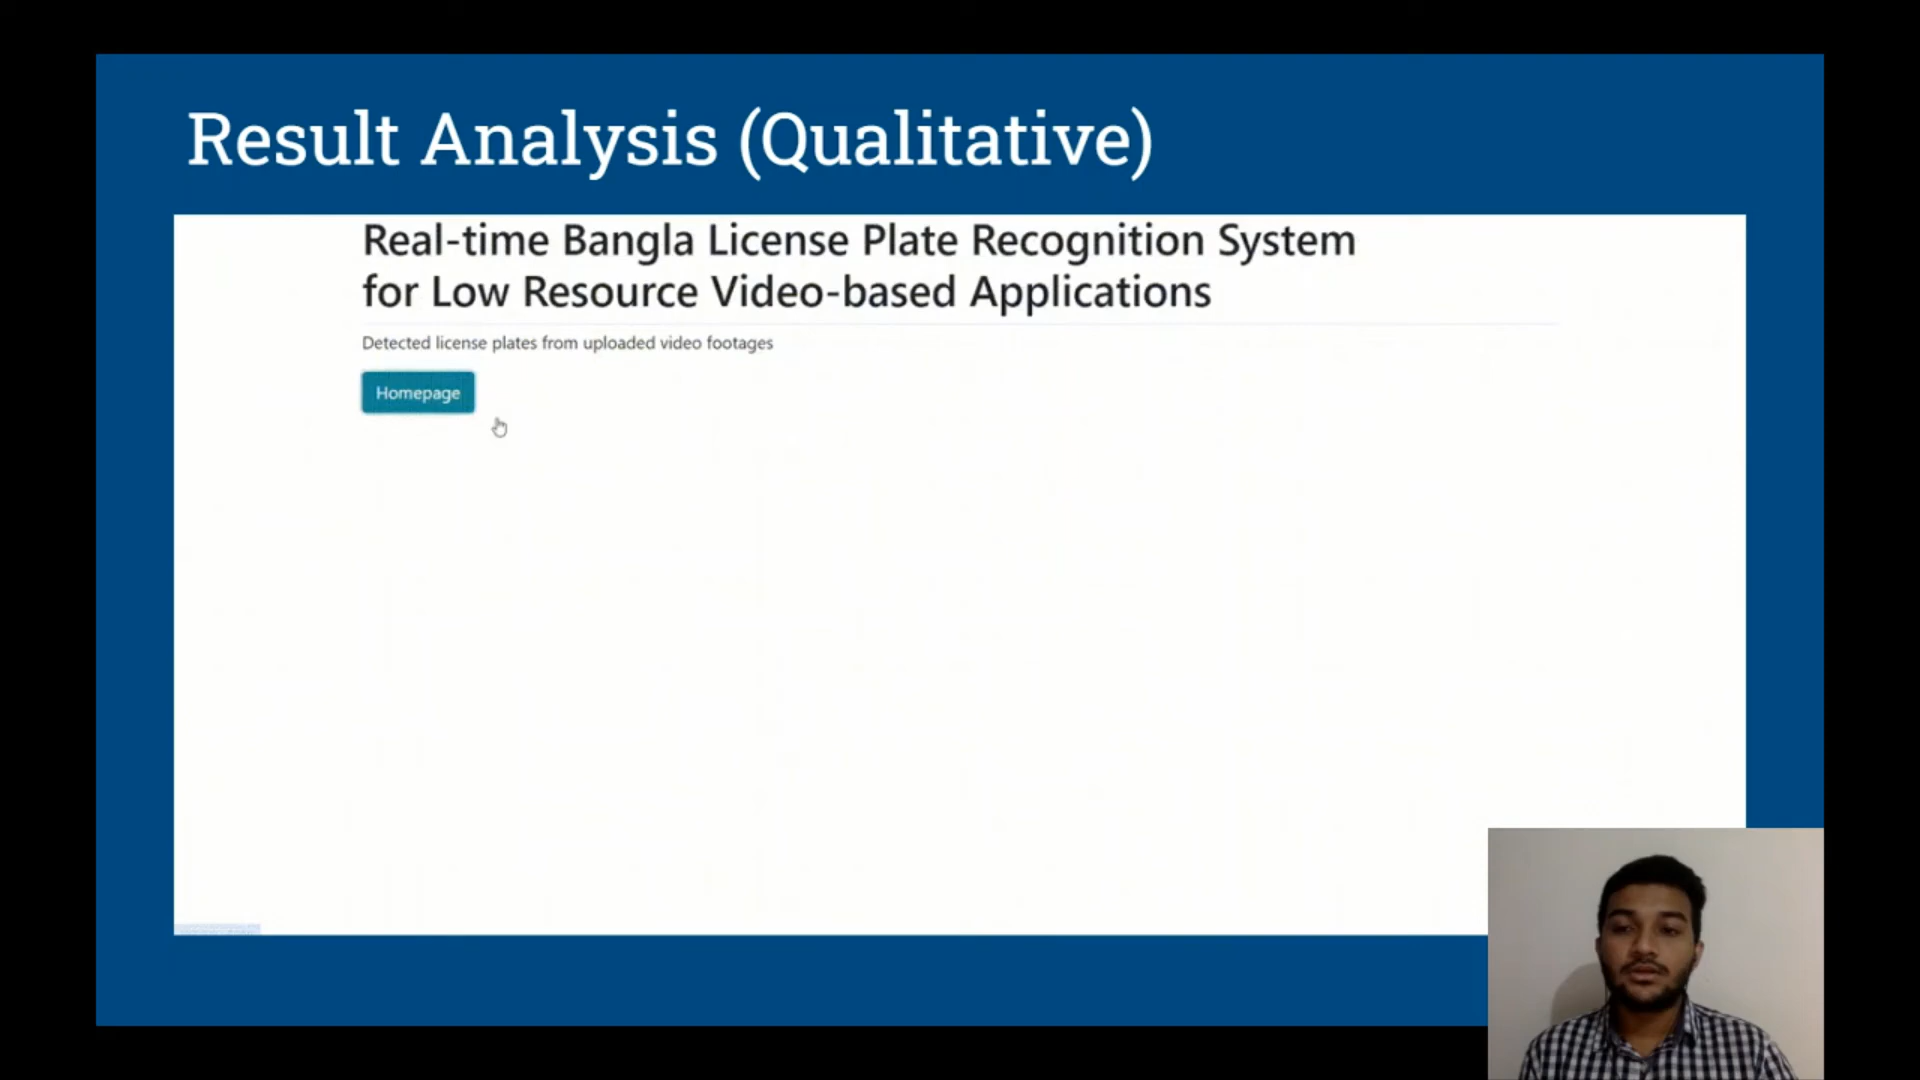 Result Analysis (Qualitative)
Real-time Bangla License Plate Recognition System
for Low Resource Video-based Applications
Detected license plates from uploaded video footages
Homepage